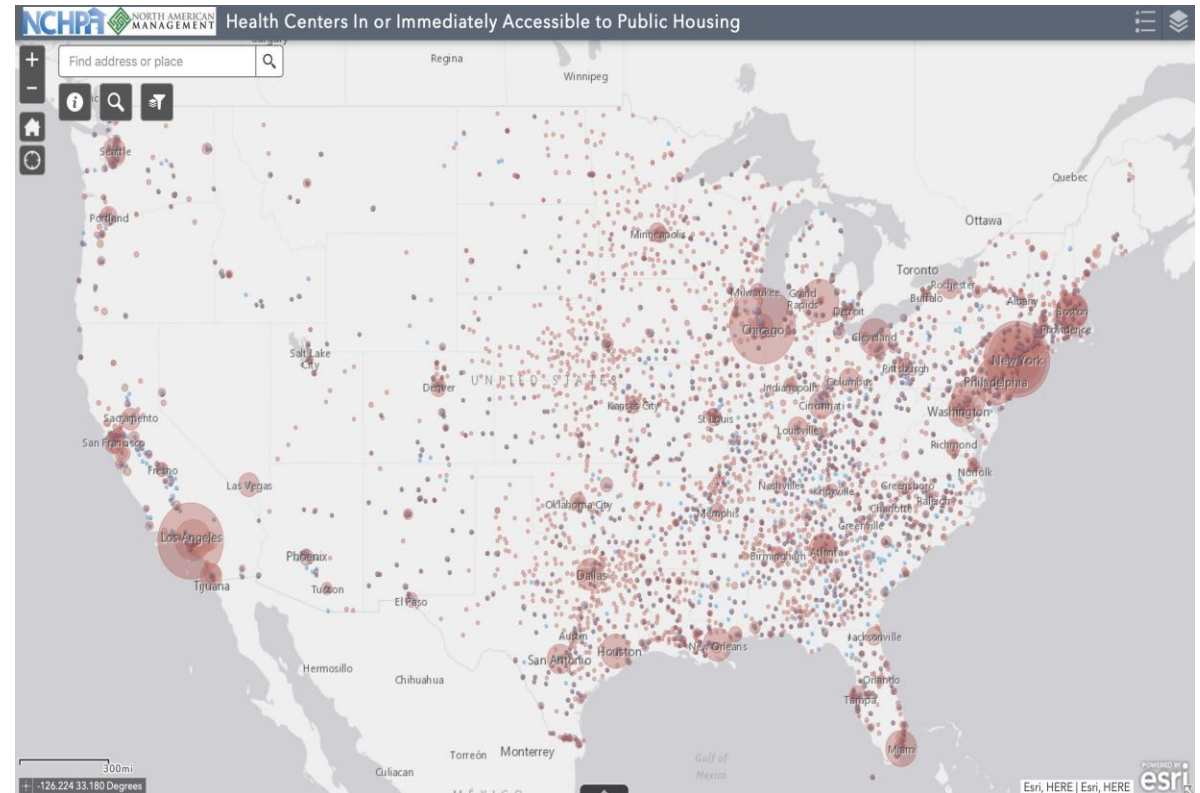 NCHPH NORTH AMERICAN MANAGEMENT Health Centers In or Immediately Accessible to Public Housing
Find address or place
Regina
Winnipeg
Seattle
Quebec
Portland
Ottawa
Minneapolis
Toronto
Rochester
Milwaukee Grand Rapids
Buffalo
Albany
Detroit
Boston
Chicago
Providence
Cleveland
Salt Lake City
New York
Pittsburgh
Denver
UNITED STATES
Indianapolis
Columbus
Philadelphia
Kansas City
Cincinnati
Washington
Sacramento
St Louis
Louisville
San Francisco
Richmond
Fresno
Norfolk
Las Vegas
Nashville
Knoxville
Greensboro
Oklahoma City
Raleigh
Memphis
Charlotte
Greenville
Los Angeles
Phoenix
Birmingham
Atlanta
Dallas
Tijuana
Tucson
El Paso
Austin
Jacksonville
Houston
New Orleans
San Antonio
Hermosillo
Chihuahua
Orlando
Tampa
Miami
Torreón
Monterrey
Gulf of Mexico
300mi
Culiacan
-126.224 33.180 Degrees
MÉXICO
Esri, HERE | Esri, HERE
POWERED BY
esri